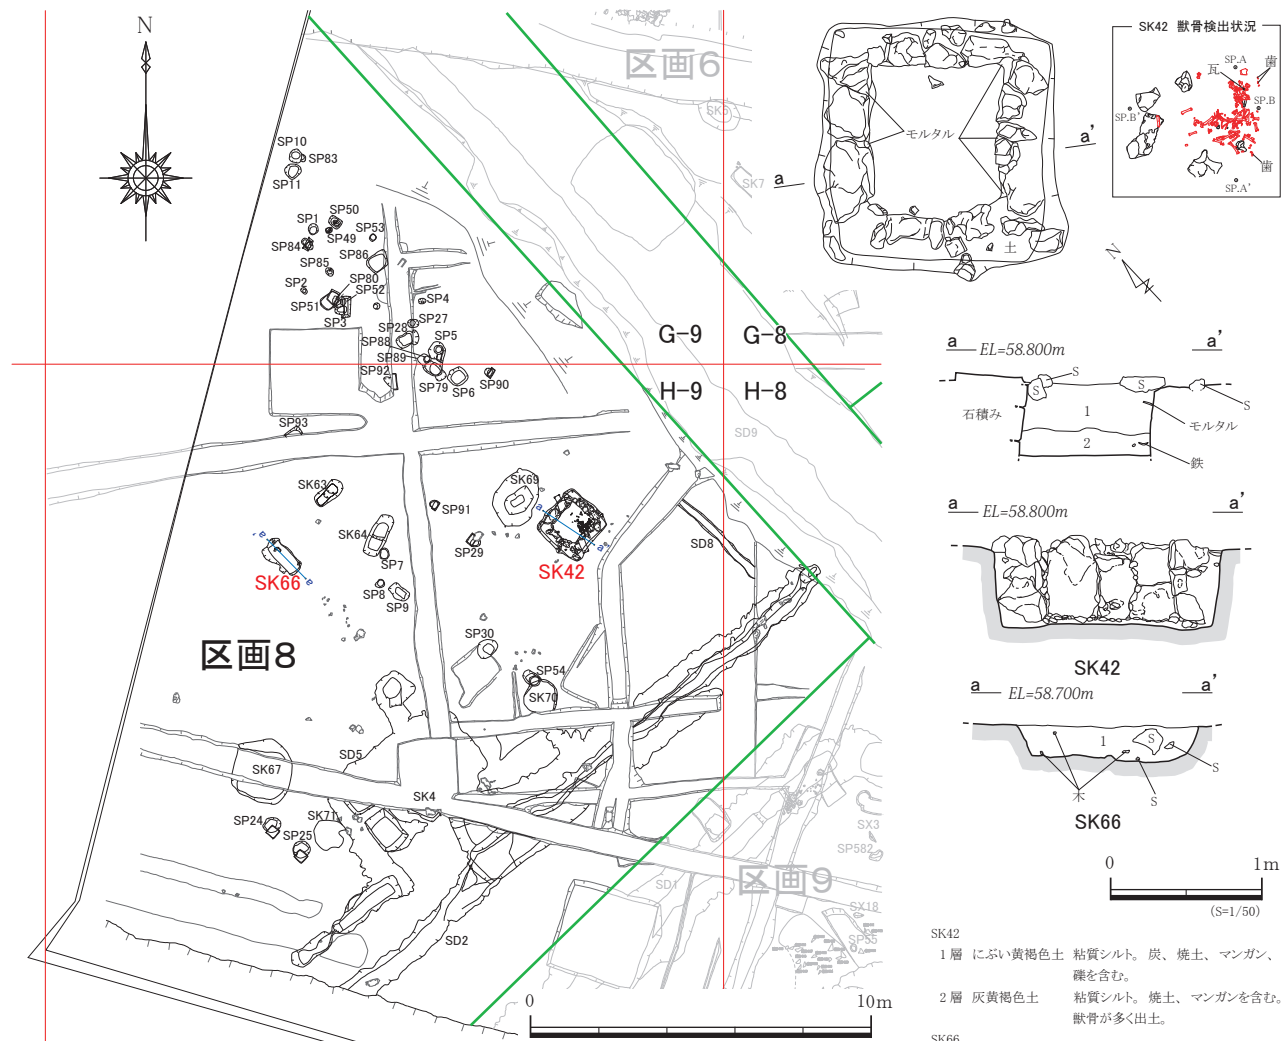 N
区画6
SK5
SK7
SP10
SP83
SP11
SP50
SP1
SP49
SP53
SP84
SP86
SP85
SP80
SP2
SP52
SP51
SP3
SP4
SP27
SP28
SP5
SP88
SP89
SP92
SP79
SP6
SP90
SP93
G-9
G-8
H-9
H-8
SD9
SK63
SK69
SP91
SK64
SP29
a
a'
SD8
SK66
e
e
SP7
SK42
SP8
SP9
区画8
SP30
SP54
SK70
SD5
SK67
SK4
SP24
SK71
SP25
SD2
SX3
SP582
区画9
SD1
SX18
SP55
0
10m
モルタル
a
a'
土
N
SK42 獣骨検出状況
SP.A
歯
瓦
SP.B
SP.B'
歯
SP.A'
a
EL=58.800m
a'
S
S
S
S
石積み
1
モルタル
2
鉄
a
EL=58.800m
a'
SK42
a
EL=58.700m
a'
1
S
S
木
S
SK66
0
1m
(S=1/50)
SK42
1層 にぶい黄褐色土 粘質シルト。炭、焼土、マンガン、
礫を含む。
2層 灰黄褐色土 粘質シルト。焼土、マンガンを含む。
獣骨が多く出土。
SK66